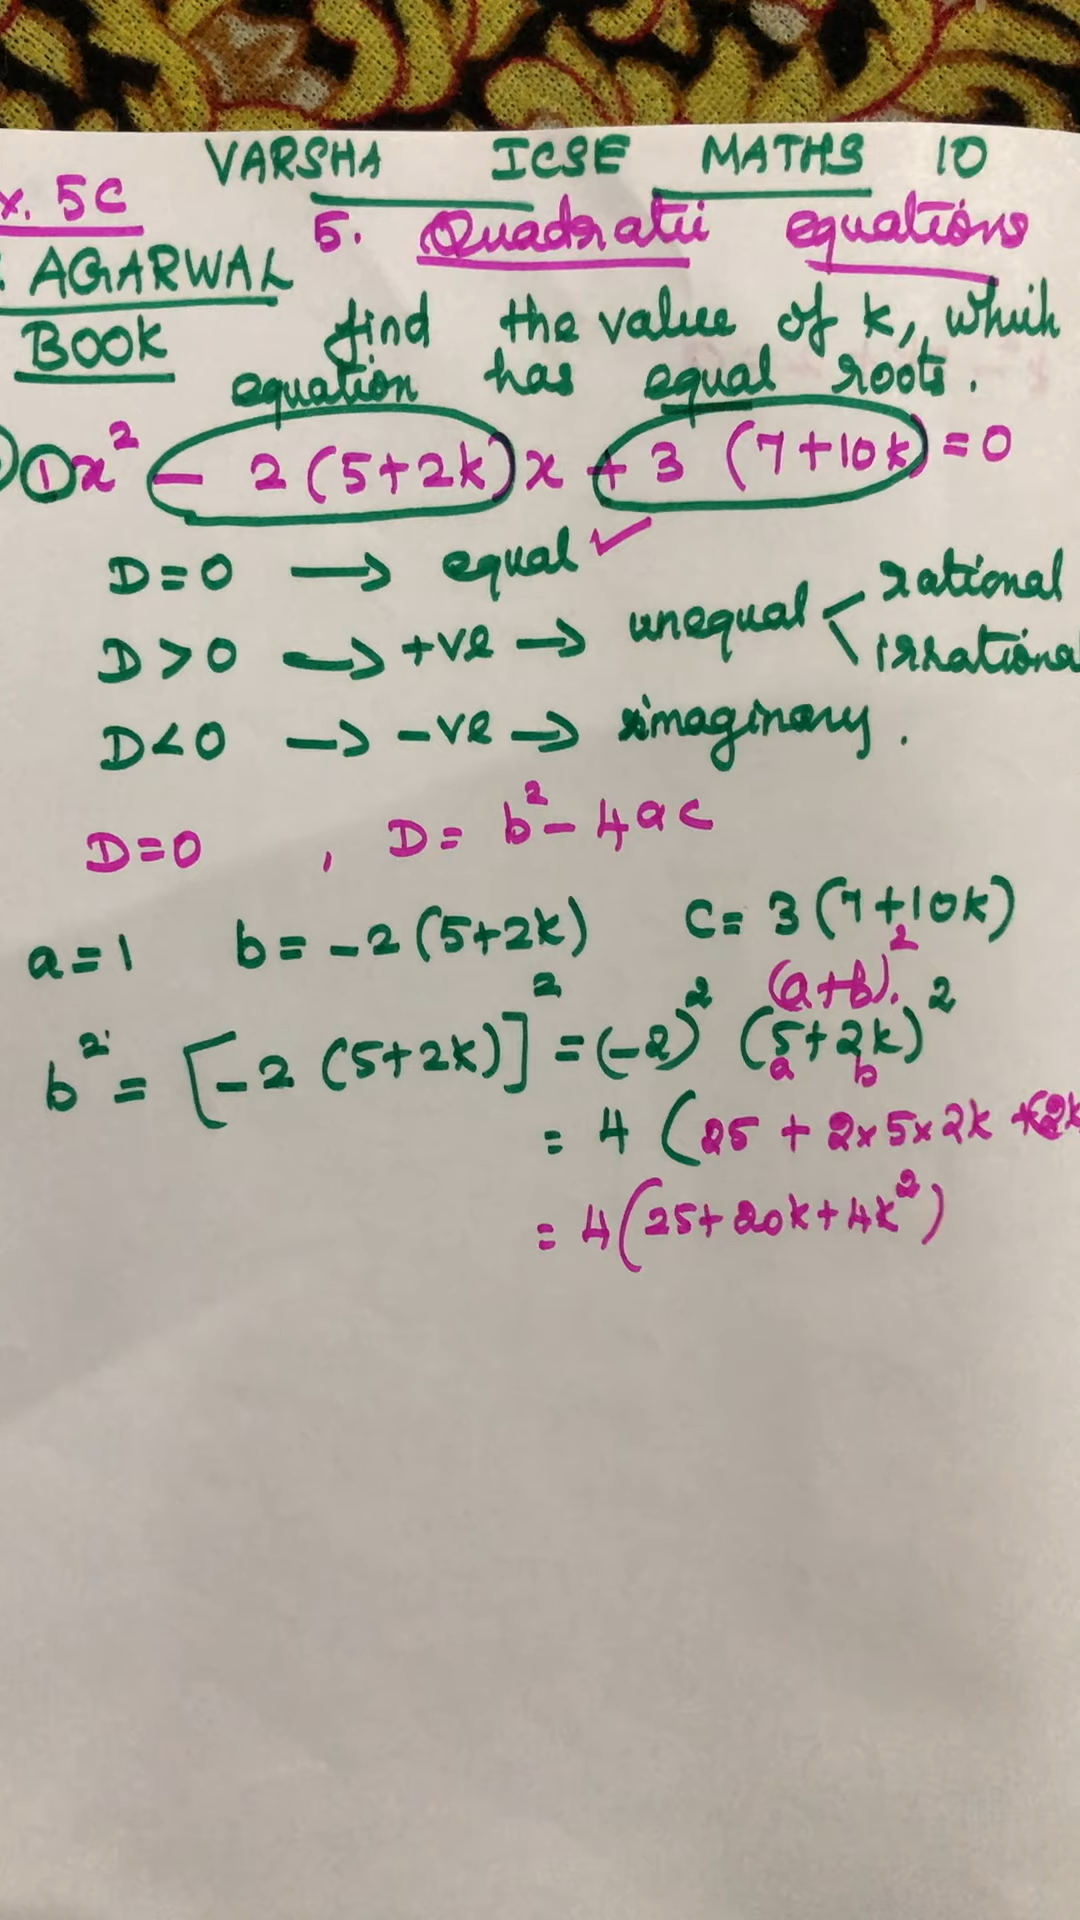 VARSHA ICSE MATHS 10
x. 5C
5. Quadratic equations
AGARWAL
BOOK
find the value of k, which
equation has equal roots.
① x² - 2 (5+2k) x + 3 (7+10k) = 0
D=0 → equal ✓
D>0 → +ve → unequal < rational
irrational
D<0 → -ve → imaginary.
D=0 , D= b² - 4ac
a=1 b= -2(5+2k) c= 3(7+10k)
(a+b)²
b² = [-2 (5+2k)]² = (-2)² (5+2k)²
a b
= 4 (25 + 2×5×2k + (2k
= 4(25+20k+4k²)